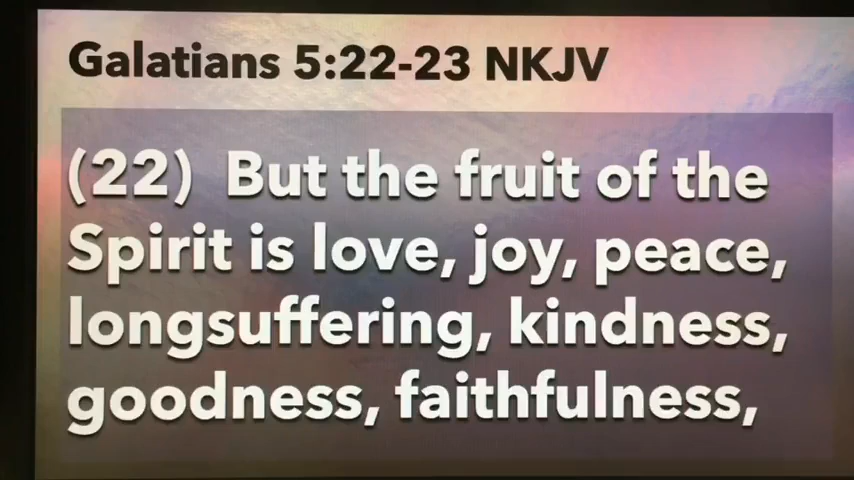 Galatians 5:22-23 NKJV
(22) But the fruit of the
Spirit is love, joy, peace,
longsuffering, kindness,
goodness, faithfulness,